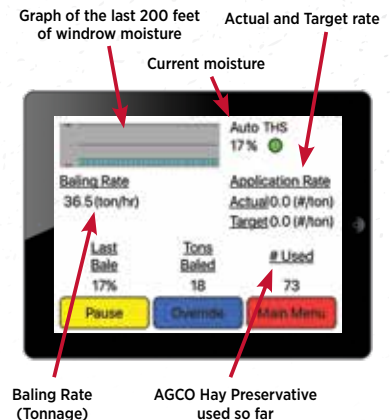 Graph of the last 200 feet
of windrow moisture
Actual and Target rate
Current moisture
Auto THS
17%
Baling Rate
36.5 (ton/hr)
Application Rate
Actual 0.0 (#/ton)
Target 0.0 (#/ton)
Last
Bale
17%
Tons
Baled
18
# Used
73
Pause
Override
Main Menu
Baling Rate
(Tonnage)
AGCO Hay Preservative
used so far